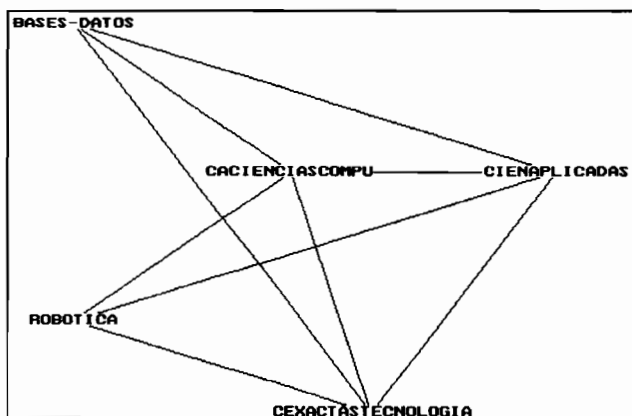 BASES-DATOS
CACIENCIASCOMPU CIENAPLICADAS
ROBOTICA
CEXACTASTECNOLOGIA